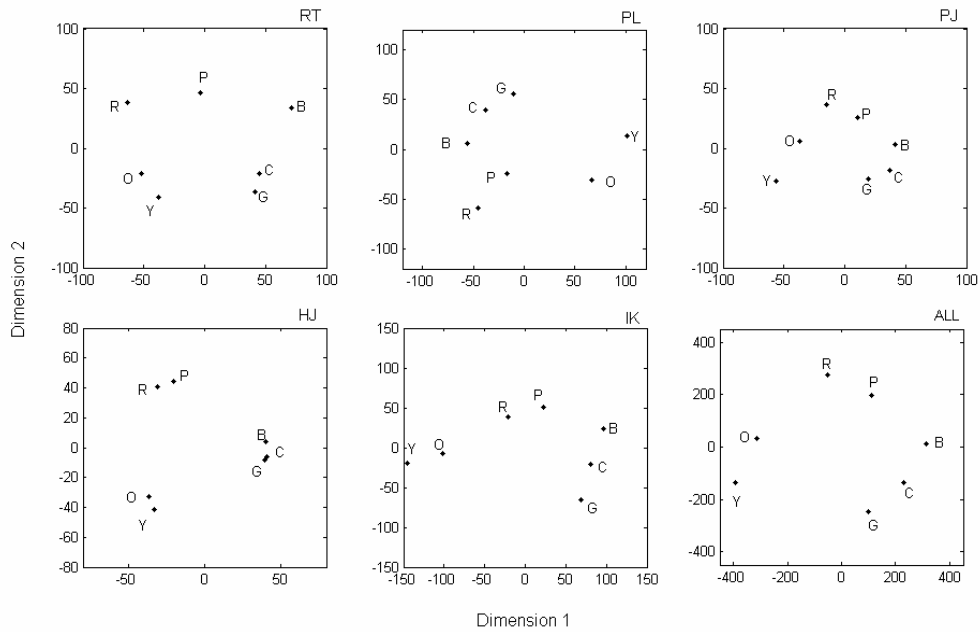 RT
PL
PJ
100
50
0
-50
-100
P
R
B
O
C
Y
G
-100
-50
0
50
100
100
50
0
-50
-100
G
C
B
Y
P
O
R
-100
-50
0
50
100
100
50
0
-50
-100
R
P
O
B
Y
C
G
-100
-50
0
50
100
Dimension 2
HJ
IK
ALL
80
60
40
20
0
-20
-40
-60
-80
P
R
B
C
G
O
Y
-50
0
50
150
100
50
0
-50
-100
-150
P
R
B
Y
O
C
G
-150
-100
-50
0
50
100
150
400
200
0
-200
-400
R
P
O
B
Y
C
G
-400
-200
0
200
400
Dimension 1